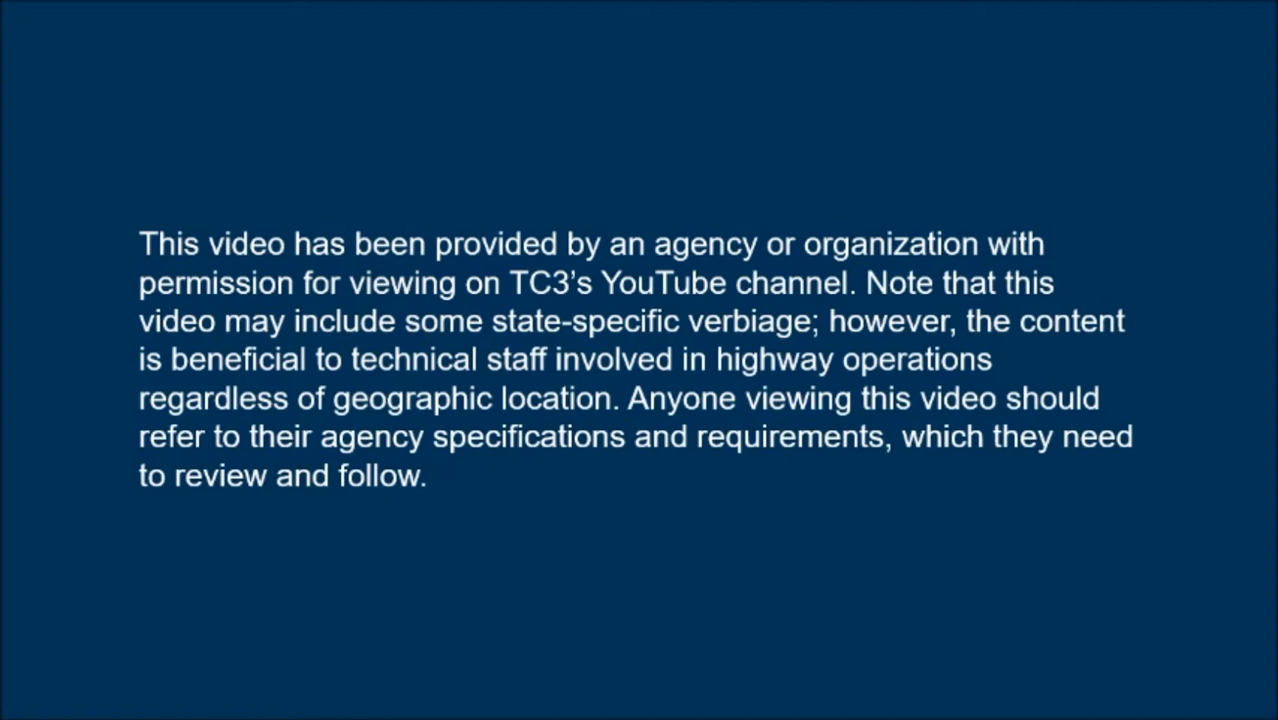 This video has been provided by an agency or organization with
permission for viewing on TC3’s YouTube channel. Note that this
video may include some state-specific verbiage; however, the content
is beneficial to technical staff involved in highway operations
regardless of geographic location. Anyone viewing this video should
refer to their agency specifications and requirements, which they need
to review and follow.